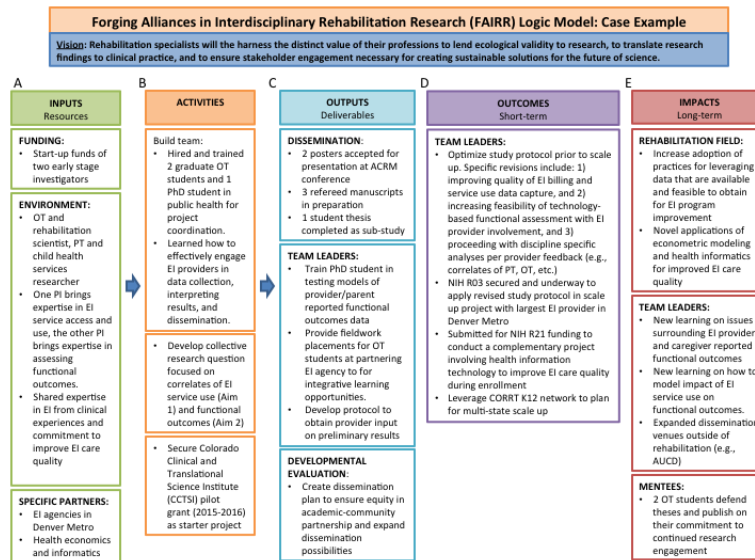 Forging Alliances in Interdisciplinary Rehabilitation Research (FAIRR) Logic Model: Case Example
Vision: Rehabilitation specialists will the harness the distinct value of their professions to lend ecological validity to research, to translate research
findings to clinical practice, and to ensure stakeholder engagement necessary for creating sustainable solutions for the future of science.
A
INPUTS
Resources
FUNDING:
• Start-up funds of
two early stage
investigators
ENVIRONMENT:
• OT and
rehabilitation
scientist, PT and
child health
services
researcher
• One PI brings
expertise in EI
service access and
use, the other PI
brings expertise in
assessing
functional
outcomes.
• Shared expertise
in EI from clinical
experiences and
commitment to
improve EI care
quality
SPECIFIC PARTNERS:
• EI agencies in
Denver Metro
• Health economics
and informatics
B
ACTIVITIES
Build team:
• Hired and trained
2 graduate OT
students and 1
PhD student in
public health for
project
coordination.
• Learned how to
effectively engage
EI providers in
data collection,
interpreting
results, and
dissemination.
• Develop collective
research question
focused on
correlates of EI
service use (Aim
1) and functional
outcomes (Aim 2)
• Secure Colorado
Clinical and
Translational
Science Institute
(CCTSI) pilot
grant (2015-2016)
as starter project
C
OUTPUTS
Deliverables
DISSEMINATION:
• 2 posters accepted for
presentation at ACRM
conference
• 3 refereed manuscripts
in preparation
• 1 student thesis
completed as sub-study
TEAM LEADERS:
• Train PhD student in
testing models of
provider/parent
reported functional
outcomes data
• Provide fieldwork
placements for OT
students at partnering
EI agency to for
integrative learning
opportunities.
• Develop protocol to
obtain provider input
on preliminary results
DEVELOPMENTAL
EVALUATION:
• Create dissemination
plan to ensure equity in
academic-community
partnership and expand
dissemination
possibilities
D
OUTCOMES
Short-term
TEAM LEADERS:
• Optimize study protocol prior to scale
up. Specific revisions include: 1)
improving quality of EI billing and
service use data capture, and 2)
increasing feasibility of technology-
based functional assessment with EI
provider involvement, and 3)
proceeding with discipline specific
analyses per provider feedback (e.g.,
correlates of PT, OT, etc.)
• NIH R03 secured and underway to
apply revised study protocol in scale
up project with largest EI provider in
Denver Metro
• Submitted for NIH R21 funding to
conduct a complementary project
involving health information
technology to improve EI care quality
during enrollment
• Leverage CORRT K12 network to plan
for multi-state scale up
E
IMPACTS
Long-term
REHABILITATION FIELD:
• Increase adoption of
practices for leveraging
data that are available
and feasible to obtain
for EI program
improvement
• Novel applications of
econometric modeling
and health informatics
for improved EI care
quality
TEAM LEADERS:
• New learning on issues
surrounding EI provider
and caregiver reported
functional outcomes
• New learning on how to
model impact of EI
service use on
functional outcomes.
• Expanded dissemination
venues outside of
rehabilitation (e.g.,
AUCD)
MENTEES:
• 2 OT students defend
theses and publish on
their commitment to
continued research
engagement